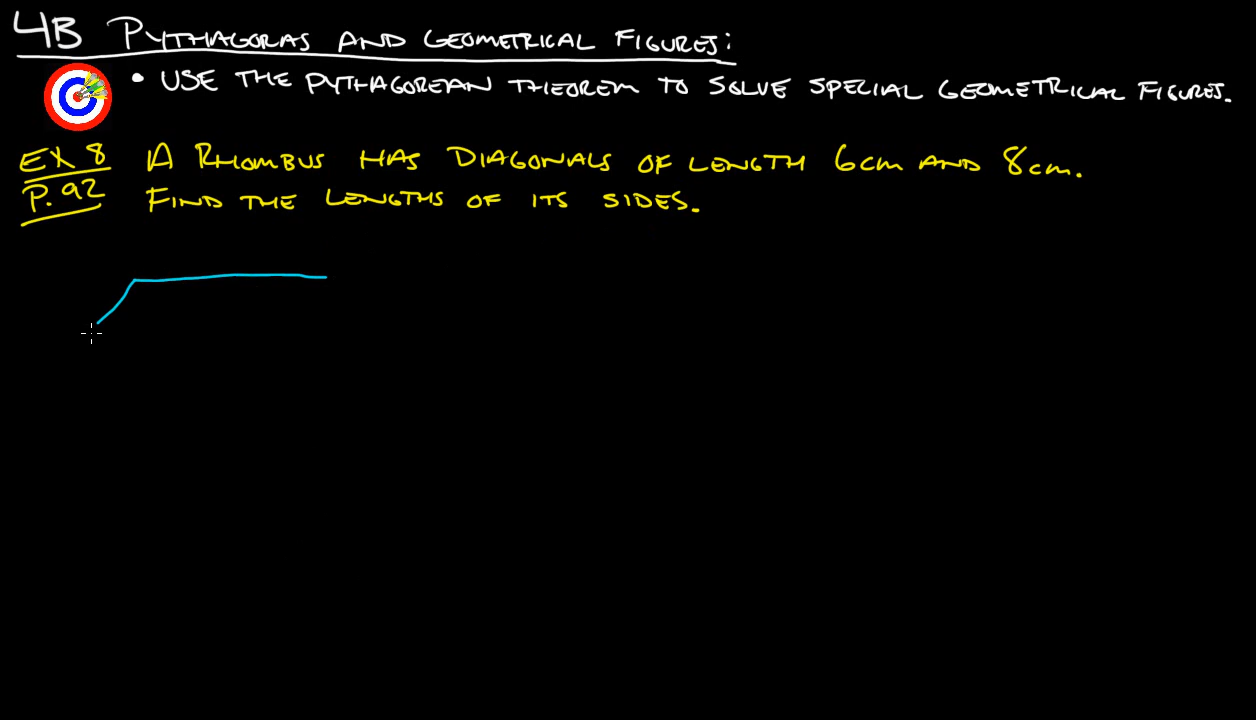 4B PYTHAGORAS AND GEOMETRICAL FIGURES:
• USE THE PYTHAGOREAN THEOREM TO SOLVE SPECIAL GEOMETRICAL FIGURES.
EX 8 A RHOMBUS HAS DIAGONALS OF LENGTH 6cm AND 8cm.
P. 92 FIND THE LENGTHS OF ITS SIDES.